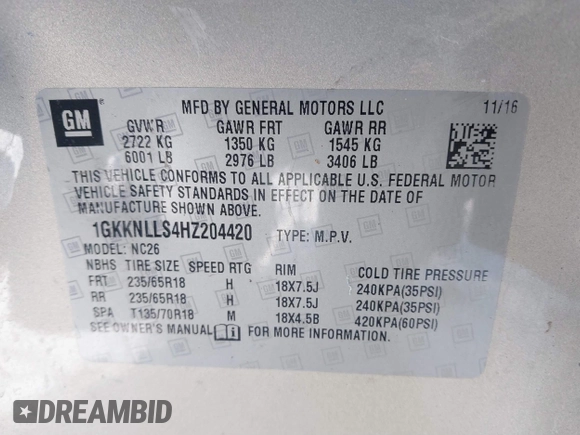 GM
MFD BY GENERAL MOTORS LLC 11/16
GVWR GAWR FRT GAWR RR
2722 KG 1350 KG 1545 KG
6001 LB 2976 LB 3406 LB
THIS VEHICLE CONFORMS TO ALL APPLICABLE U.S. FEDERAL MOTOR
VEHICLE SAFETY STANDARDS IN EFFECT ON THE DATE OF
MANUFACTURE SHOWN ABOVE.
1GKKNLLS4HZ204420 TYPE: M.P.V.
MODEL: NC26
NBHS TIRE SIZE SPEED RTG RIM COLD TIRE PRESSURE
FRT 235/65R18 H 18X7.5J 240KPA(35PSI)
RR 235/65R18 H 18X7.5J 240KPA(35PSI)
SPA T135/70R18 M 18X4.5B 420KPA(60PSI)
SEE OWNER'S MANUAL FOR MORE INFORMATION.
DREAMBID